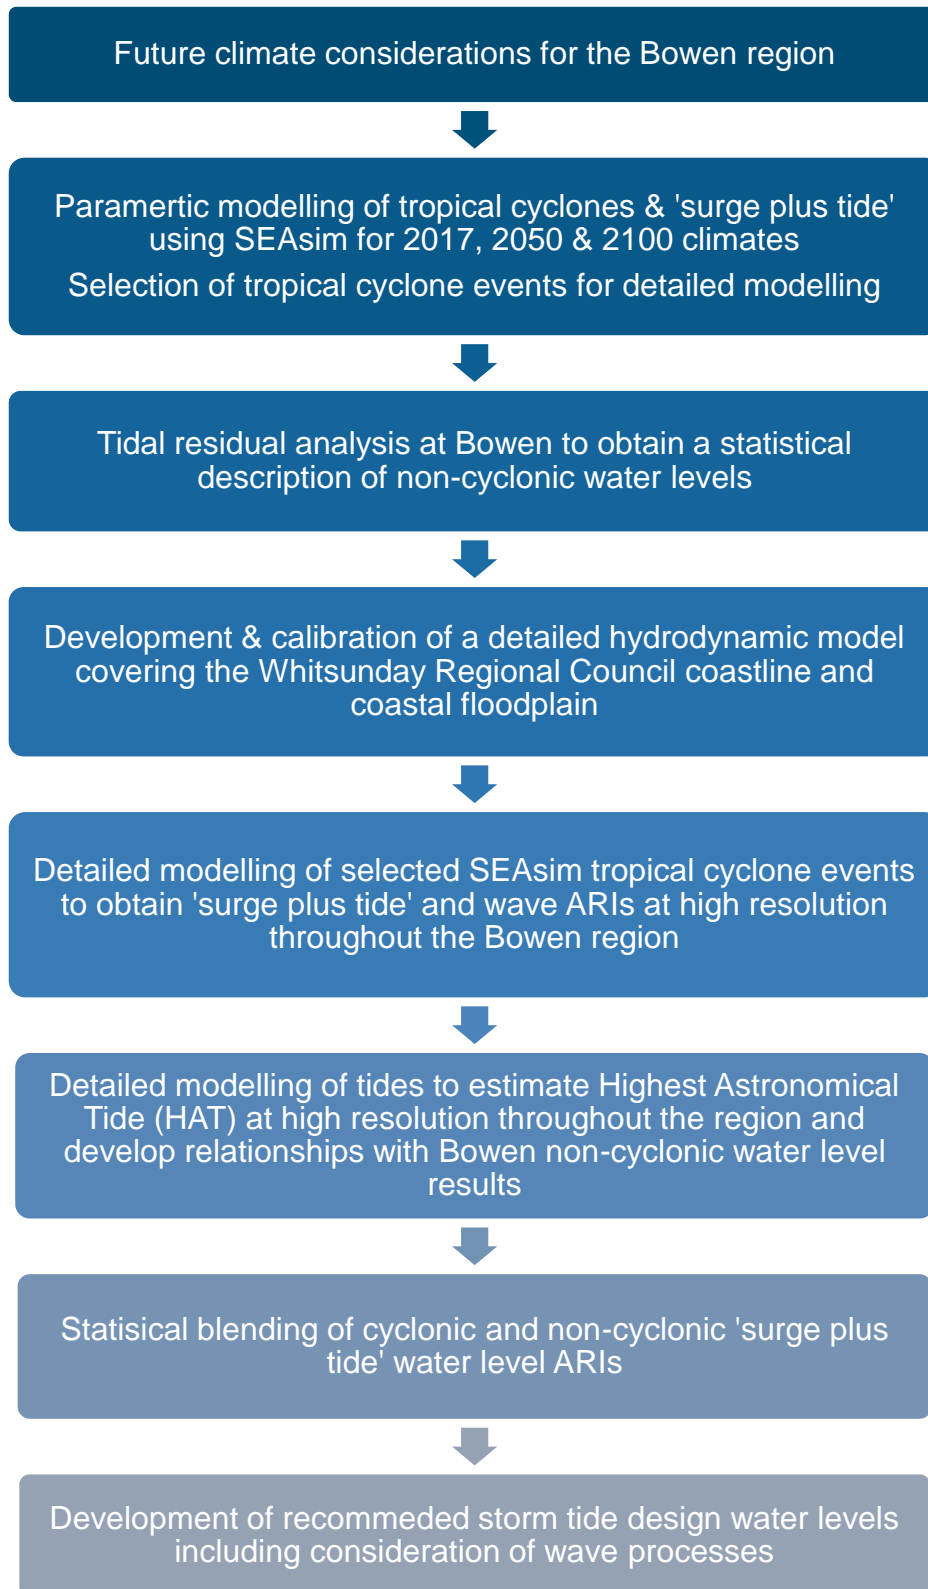 Future climate considerations for the Bowen region
Paramertic modelling of tropical cyclones & 'surge plus tide'
using SEAsim for 2017, 2050 & 2100 climates
Selection of tropical cyclone events for detailed modelling
Tidal residual analysis at Bowen to obtain a statistical
description of non-cyclonic water levels
Development & calibration of a detailed hydrodynamic model
covering the Whitsunday Regional Council coastline and
coastal floodplain
Detailed modelling of selected SEAsim tropical cyclone events
to obtain 'surge plus tide' and wave ARIs at high resolution
throughout the Bowen region
Detailed modelling of tides to estimate Highest Astronomical
Tide (HAT) at high resolution throughout the region and
develop relationships with Bowen non-cyclonic water level
results
Statisical blending of cyclonic and non-cyclonic 'surge plus
tide' water level ARIs
Development of recommeded storm tide design water levels
including consideration of wave processes